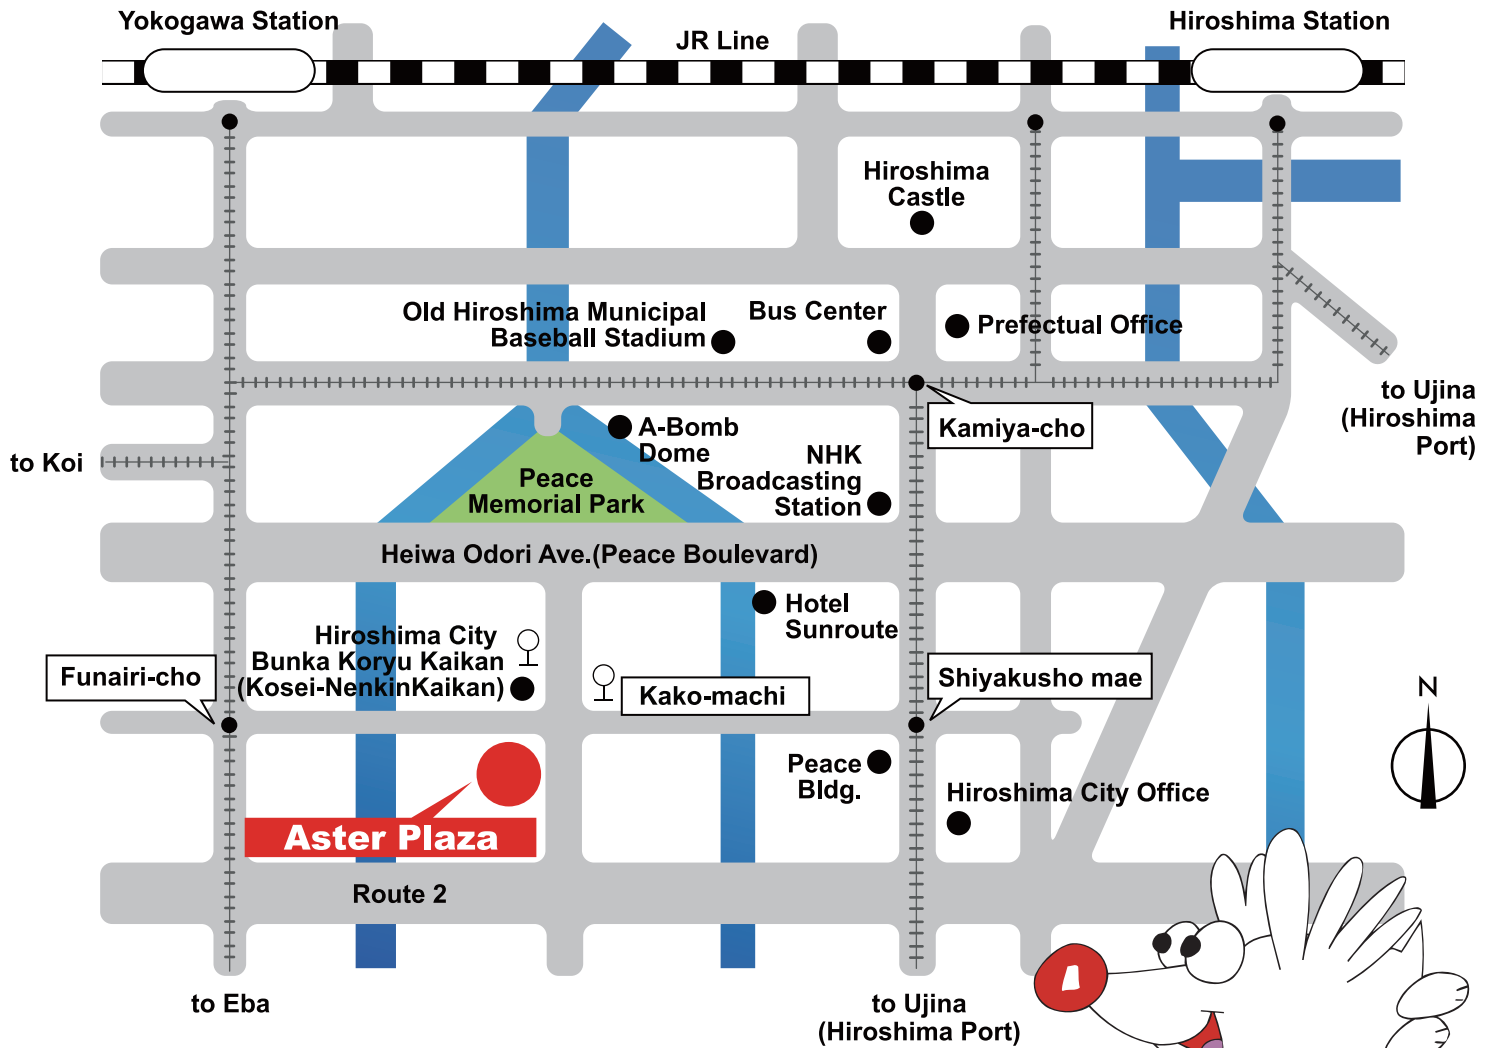 Yokogawa Station
Hiroshima Station
JR Line
Hiroshima
Castle
Old Hiroshima Municipal
Baseball Stadium
Bus Center
Prefectual Office
to Ujina
(Hiroshima
Port)
Kamiya-cho
A-Bomb
Dome
to Koi
NHK
Broadcasting
Station
Peace
Memorial Park
Heiwa Odori Ave.(Peace Boulevard)
Hotel
Sunroute
Hiroshima City
Bunka Koryu Kaikan
(Kosei-NenkinKaikan)
Funairi-cho
Kako-machi
Shiyakusho mae
N
Peace
Bldg.
Hiroshima City Office
Aster Plaza
Route 2
to Eba
to Ujina
(Hiroshima Port)